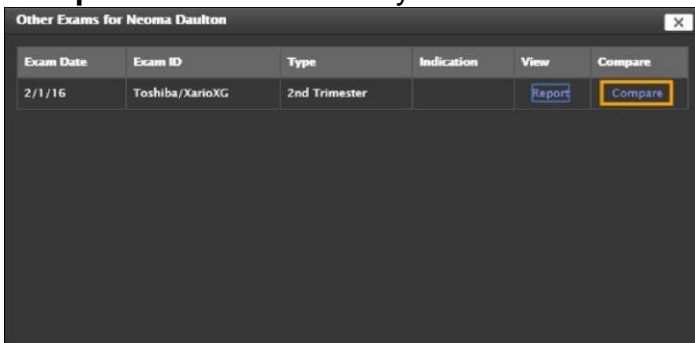 Other Exams for Neoma Daulton
Exam Date Exam ID Type Indication View Compare
2/1/16 Toshiba/XarioXG 2nd Trimester Report Compare